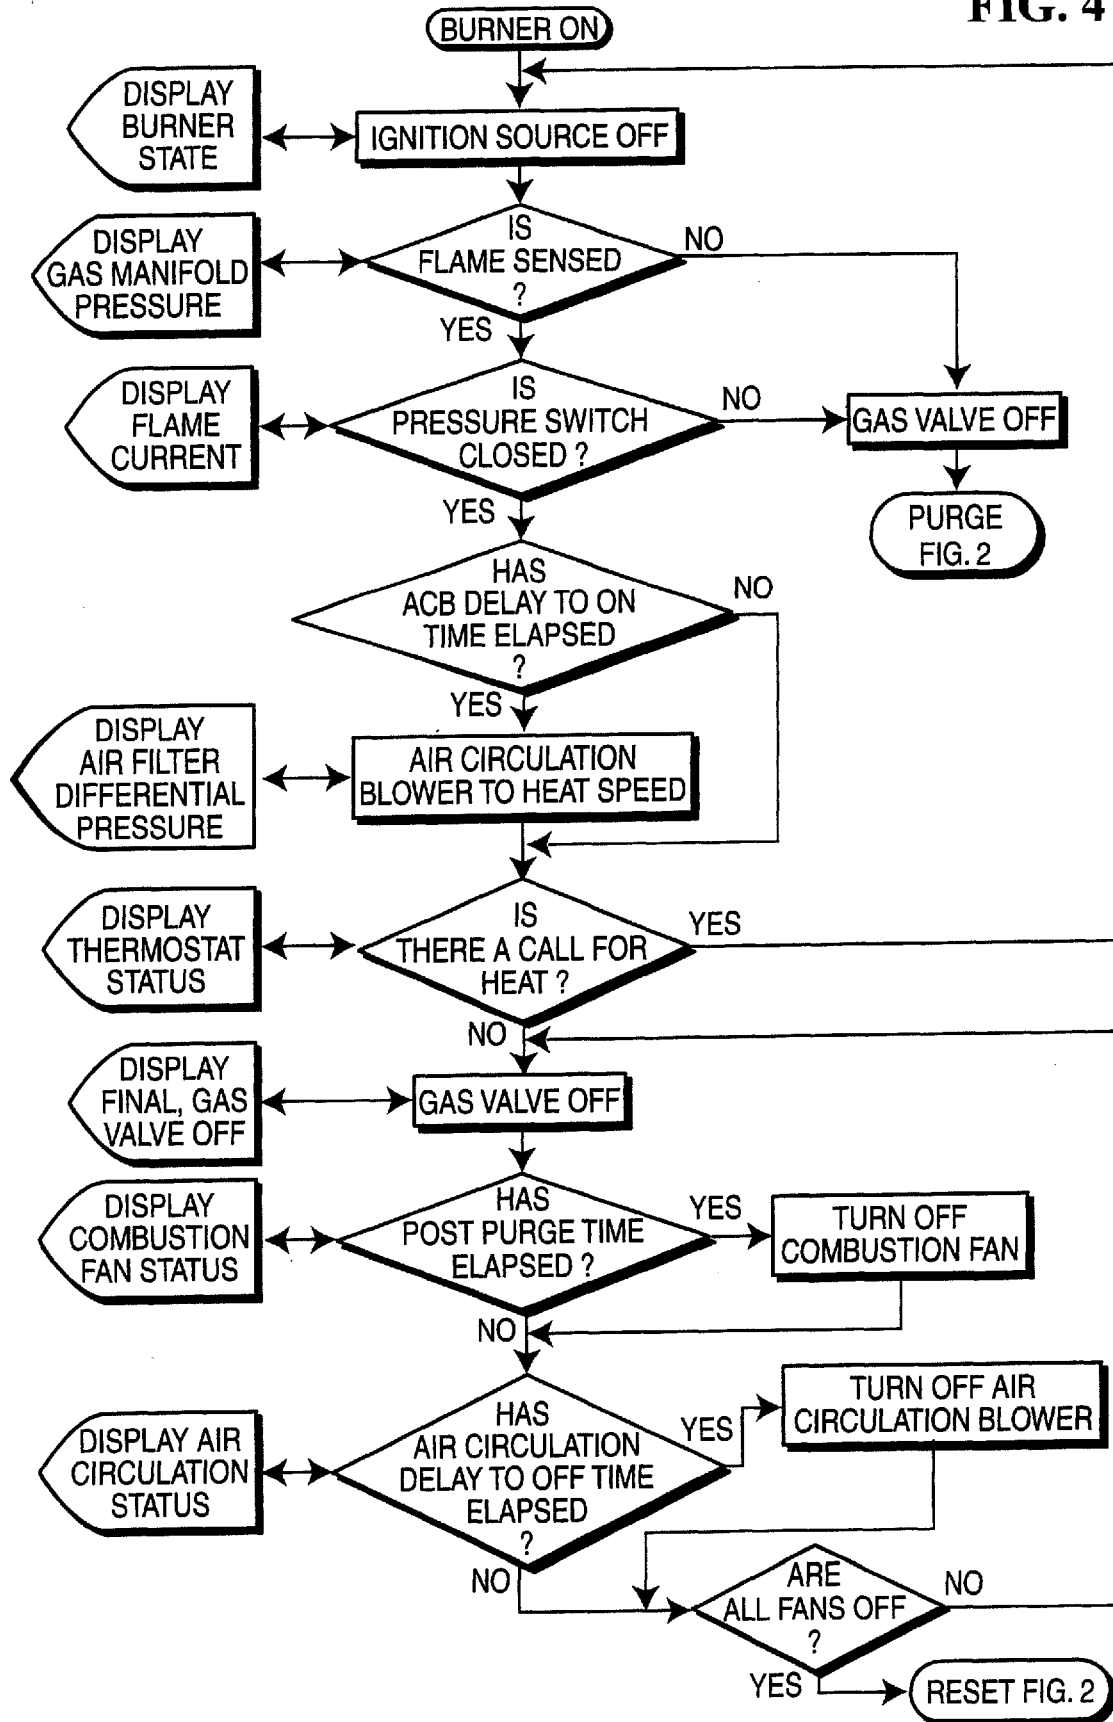 FIG. 4
BURNER ON
DISPLAY
BURNER
STATE
IGNITION SOURCE OFF
DISPLAY
GAS MANIFOLD
PRESSURE
IS
FLAME SENSED
?
NO
YES
DISPLAY
FLAME
CURRENT
IS
PRESSURE SWITCH
CLOSED ?
NO
GAS VALVE OFF
YES
PURGE
FIG. 2
HAS
ACB DELAY TO ON
TIME ELAPSED
?
NO
YES
DISPLAY
AIR FILTER
DIFFERENTIAL
PRESSURE
AIR CIRCULATION
BLOWER TO HEAT SPEED
DISPLAY
THERMOSTAT
STATUS
IS
THERE A CALL FOR
HEAT ?
YES
NO
DISPLAY
FINAL, GAS
VALVE OFF
GAS VALVE OFF
DISPLAY
COMBUSTION
FAN STATUS
HAS
POST PURGE TIME
ELAPSED ?
YES
TURN OFF
COMBUSTION FAN
NO
DISPLAY AIR
CIRCULATION
STATUS
HAS
AIR CIRCULATION
DELAY TO OFF TIME
ELAPSED
?
YES
TURN OFF AIR
CIRCULATION BLOWER
NO
ARE
ALL FANS OFF
?
NO
YES
RESET FIG. 2